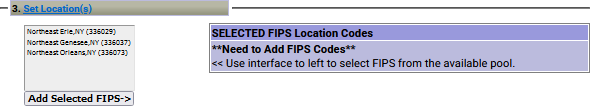 3. Set Location(s)
Northeast Erie,NY (336029)
Northeast Genesee,NY (336037)
Northeast Orleans,NY (336073)
Add Selected FIPS->
SELECTED FIPS Location Codes
**Need to Add FIPS Codes**
<< Use interface to left to select FIPS from the available pool.